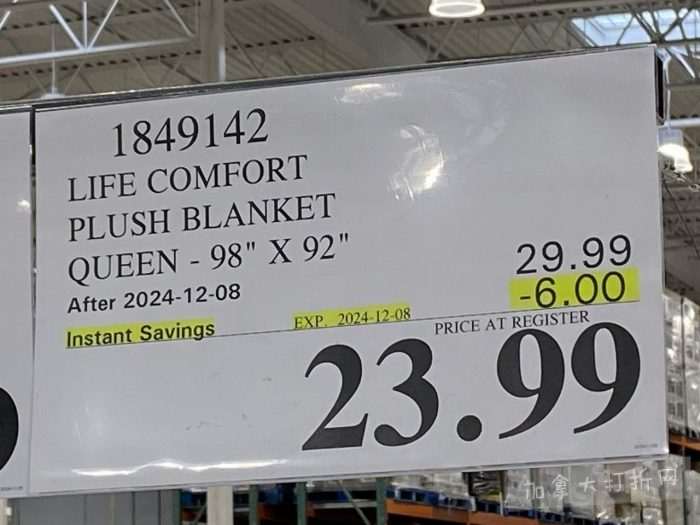 1849142
LIFE COMFORT
PLUSH BLANKET
QUEEN - 98" X 92"
After 2024-12-08
29.99
Instant Savings
EXP. 2024-12-08
-6.00
PRICE AT REGISTER
23.99
加拿大打折网